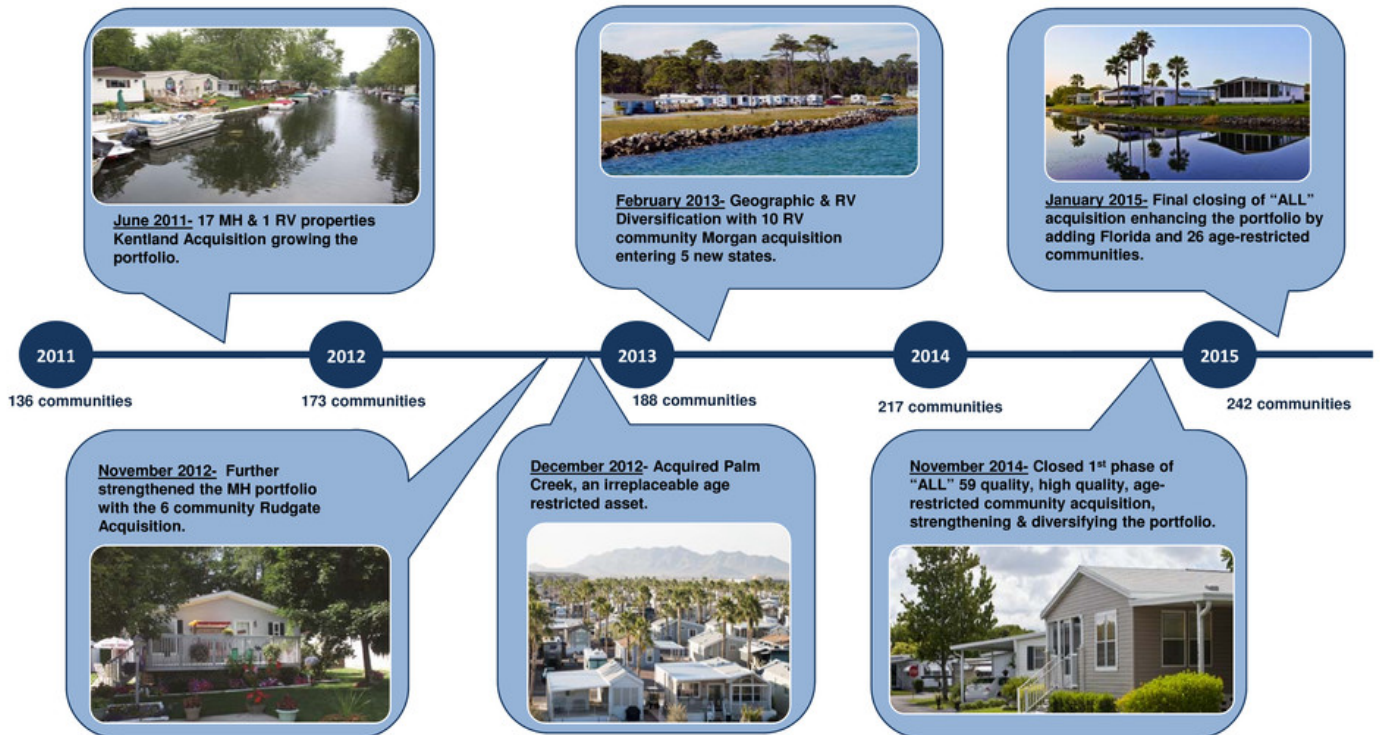 June 2011- 17 MH & 1 RV properties
Kentland Acquisition growing the
portfolio.
February 2013- Geographic & RV
Diversification with 10 RV
community Morgan acquisition
entering 5 new states.
January 2015- Final closing of “ALL”
acquisition enhancing the portfolio by
adding Florida and 26 age-restricted
communities.
2011
2012
2013
2014
2015
136 communities
173 communities
188 communities
217 communities
242 communities
November 2012- Further
strengthened the MH portfolio
with the 6 community Rudgate
Acquisition.
December 2012- Acquired Palm
Creek, an irreplaceable age
restricted asset.
November 2014- Closed 1st phase of
“ALL” 59 quality, high quality, age-
restricted community acquisition,
strengthening & diversifying the portfolio.